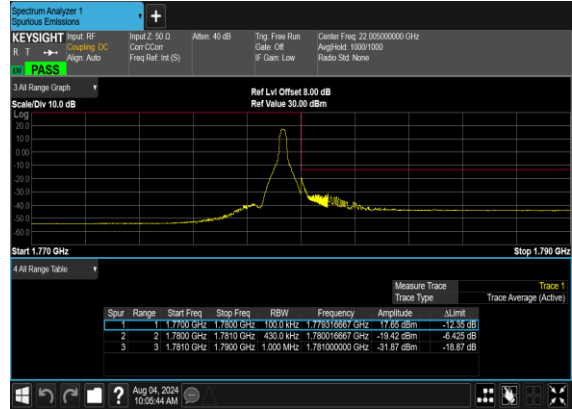 Spectrum Analyzer 1
Spurious Emissions
+
KEYSIGHT Input: RF Input Z: 50 Ω Atten: 40 dB Trig: Free Run Center Freq: 22.005000000 GHz
R T Coupling: DC Corr CCorr Gate: Off Avg|Hold: 1000/1000
Align: Auto Freq Ref: Int (S) IF Gain: Low Radio Std: None
LW PASS
3 All Range Graph
Ref Lvl Offset 8.00 dB
Scale/Div 10.0 dB Ref Value 30.00 dBm
Log
20.0
10.0
0.00
-10.0
-20.0
-30.0
-40.0
-50.0
-60.0
Start 1.770 GHz Stop 1.790 GHz
4 All Range Table
Measure Trace Trace 1
Trace Type Trace Average (Active)
Spur Range Start Freq Stop Freq RBW Frequency Amplitude ΔLimit
1 1 1.7700 GHz 1.7800 GHz 100.0 kHz 1.779316667 GHz 17.65 dBm -12.35 dB
2 2 1.7800 GHz 1.7810 GHz 430.0 kHz 1.780016667 GHz -19.42 dBm -6.425 dB
3 3 1.7810 GHz 1.7900 GHz 1.000 MHz 1.781000000 GHz -31.87 dBm -18.87 dB
? Aug 04, 2024
10:05:44 AM